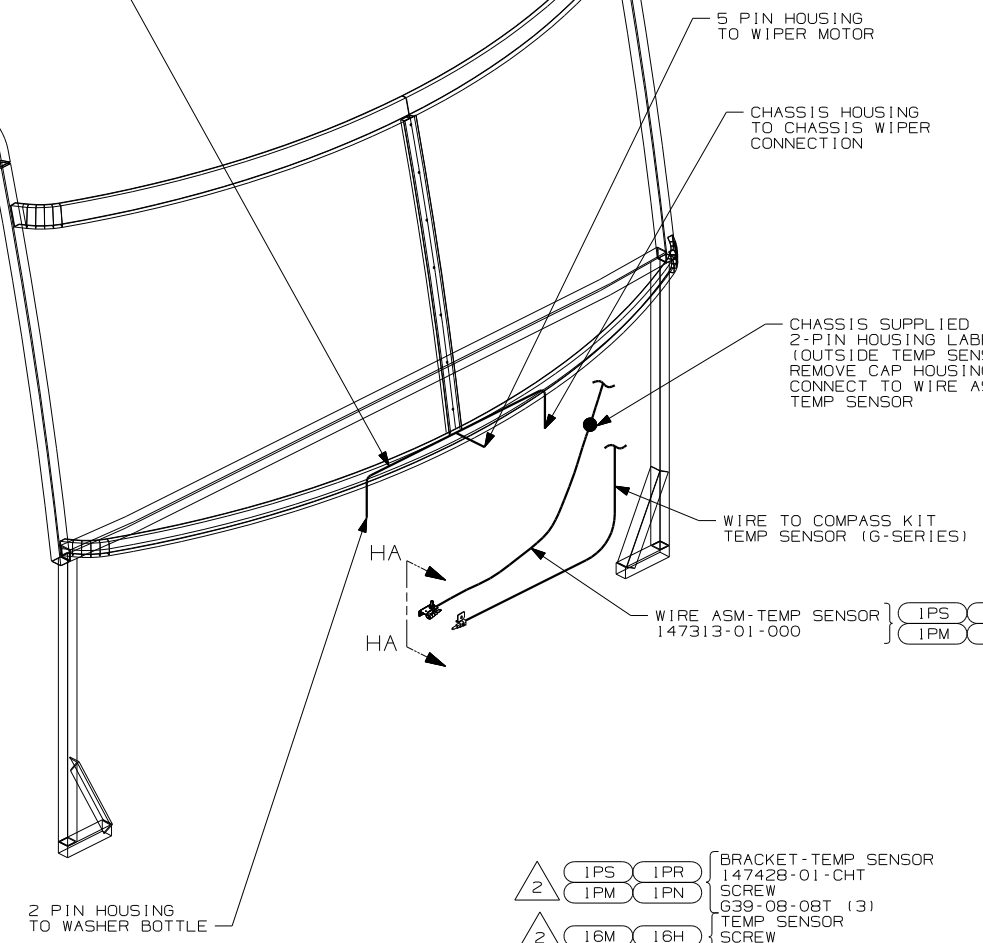 5 PIN HOUSING
TO WIPER MOTOR
CHASSIS HOUSING
TO CHASSIS WIPER
CONNECTION
CHASSIS SUPPLIED
2-PIN HOUSING
(OUTSIDE TEMP
REMOVE CAP
CONNECT TO WIRE
TEMP SENSOR
WIRE TO COMPASS KIT
TEMP SENSOR (G-SERIES)
HA
HA
WIRE ASM-TEMP SENSOR
147313-01-000
1PS
1PM
2 PIN HOUSING
TO WASHER BOTTLE
2
1PS 1PR
1PM 1PN
BRACKET-TEMP SENSOR
147428-01-CHT
SCREW
G39-08-08T (3)
2
16M 16H
TEMP SENSOR
SCREW